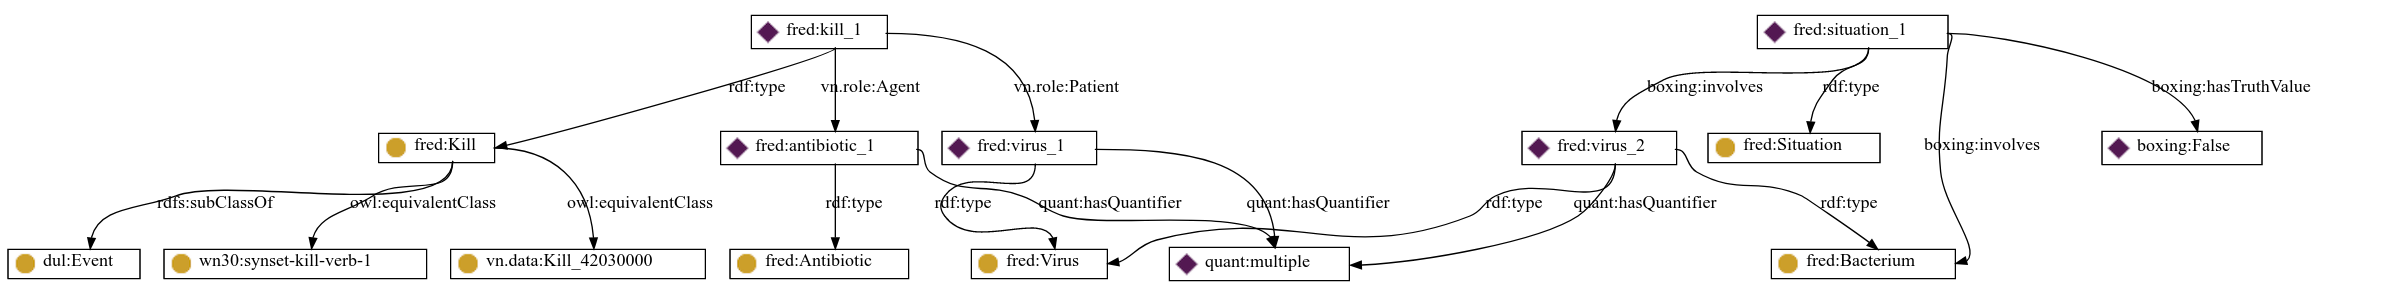 fred:kill_1
fred:situation_1
rdf:type
vn.role:Agent
vn.role:Patient
boxing:involves
rdf:type
boxing:hasTruthValue
fred:Kill
fred:antibiotic_1
fred:virus_1
fred:virus_2
fred:Situation
boxing:involves
boxing:False
rdfs:subClassOf
owl:equivalentClass
owl:equivalentClass
rdf:type
rdf:type
quant:hasQuantifier
quant:hasQuantifier
rdf:type
quant:hasQuantifier
rdf:type
dul:Event
wn30:synset-kill-verb-1
vn.data:Kill_42030000
fred:Antibiotic
fred:Virus
quant:multiple
fred:Bacterium